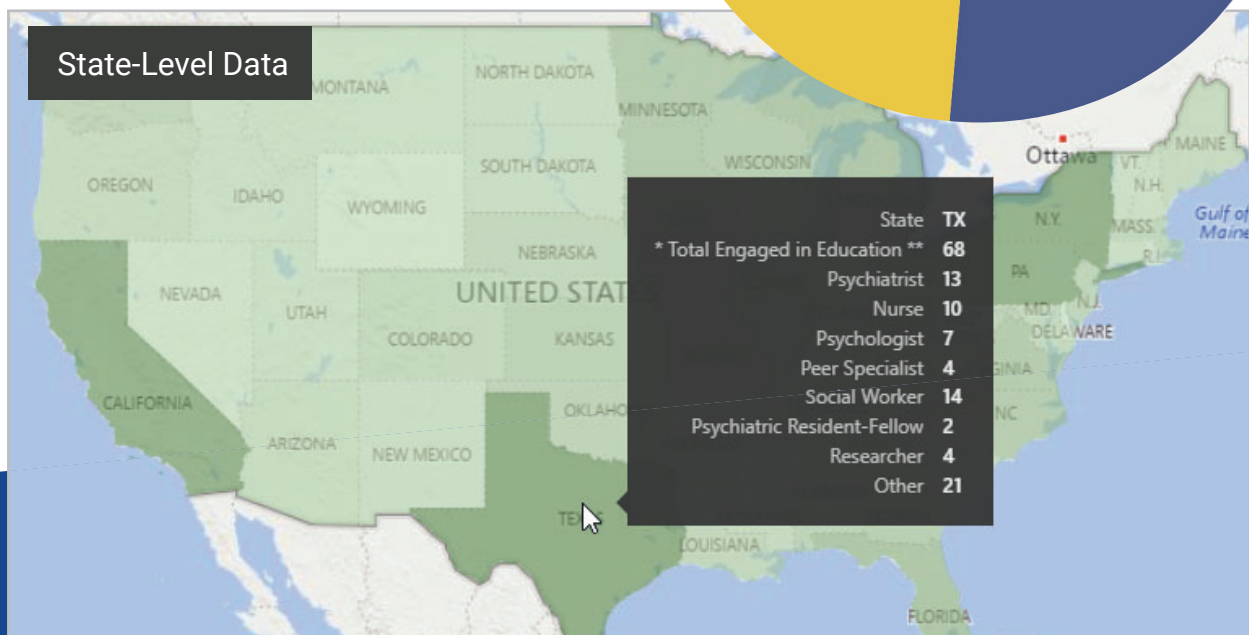 State-Level Data
MONTANA
NORTH DAKOTA
MINNESOTA
Ottawa
VT.
MAINE
SOUTH DAKOTA
WISCONSIN
OREGON
IDAHO
WYOMING
N.H.
N.Y.
MASS.
Gulf of
Maine
R.I.
NEBRASKA
PA
NEVADA
UNITED STAT
UTAH
COLORADO
KANSAS
MD.
N.J.
DELAWARE
State TX
* Total Engaged in Education ** 68
Psychiatrist 13
Nurse 10
Psychologist 7
Peer Specialist 4
Social Worker 14
Psychiatric Resident-Fellow 2
Researcher 4
Other 21
GINIA
NC
CALIFORNIA
ARIZONA
NEW MEXICO
OKLAHO
TEXAS
LOUISIANA
FLORIDA